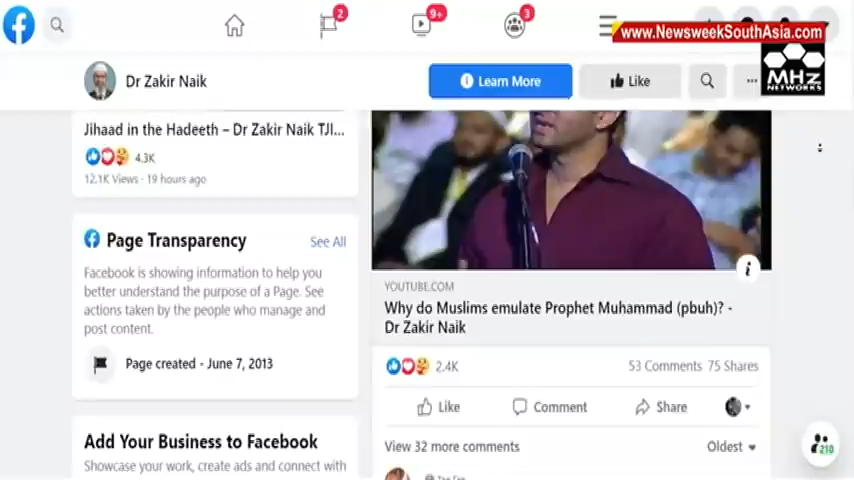 2
9+
3
www.NewsweekSouthAsia.com
MHz
NETWORKS
Dr Zakir Naik
Learn More
Like
Jihaad in the Hadeeth – Dr Zakir Naik TJI...
4.3K
12.1K Views · 19 hours ago
Page Transparency
See All
Facebook is showing information to help you
better understand the purpose of a Page. See
actions taken by the people who manage and
post content.
Page created - June 7, 2013
Add Your Business to Facebook
Showcase your work, create ads and connect with
YOUTUBE.COM
Why do Muslims emulate Prophet Muhammad (pbuh)? -
Dr Zakir Naik
2.4K
53 Comments 75 Shares
Like
Comment
Share
View 32 more comments
Oldest
210